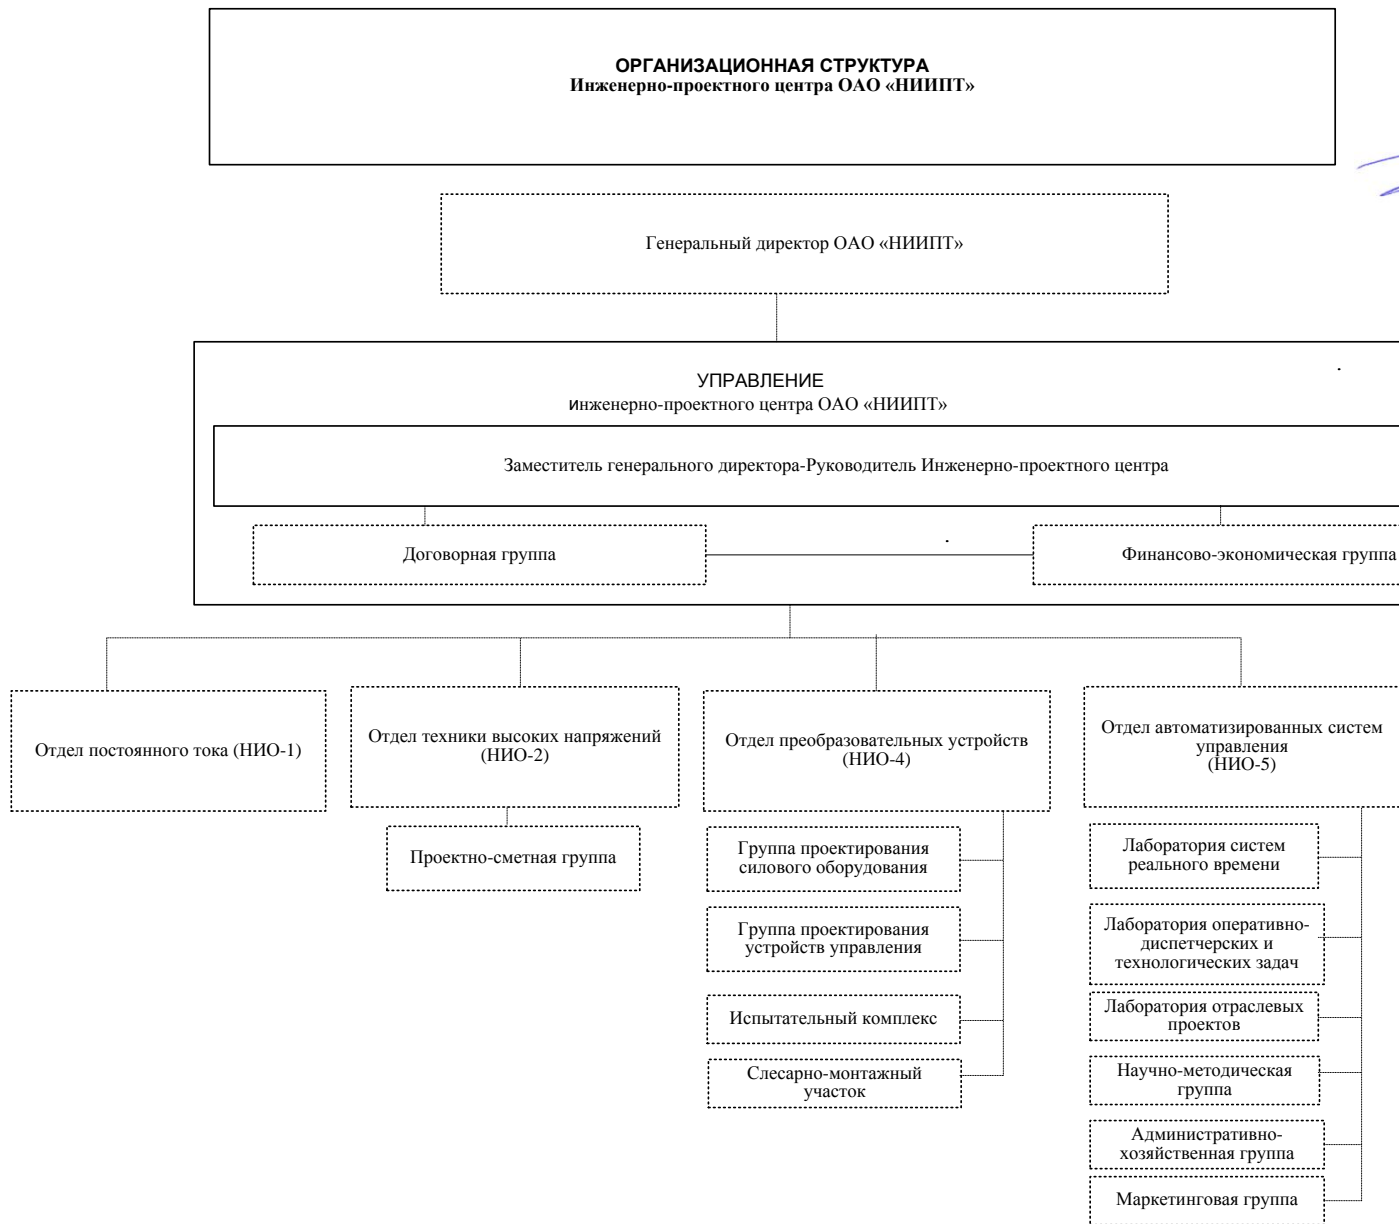 ОРГАНИЗАЦИОННАЯ СТРУКТУРА
Инженерно-проектного центра ОАО «НИИПТ»
Генеральный директор ОАО «НИИПТ»
УПРАВЛЕНИЕ
инженерно-проектного центра ОАО «НИИПТ»
Заместитель генерального директора-Руководитель Инженерно-проектного центра
Договорная группа
Финансово-экономическая группа
Отдел постоянного тока (НИО-1)
Отдел техники высоких напряжений
(НИО-2)
Проектно-сметная группа
Отдел преобразовательных устройств
(НИО-4)
Группа проектирования
силового оборудования
Группа проектирования
устройств управления
Испытательный комплекс
Слесарно-монтажный
участок
Отдел автоматизированных систем
управления
(НИО-5)
Лаборатория систем
реального времени
Лаборатория оперативно-
диспетчерских и
технологических задач
Лаборатория отраслевых
проектов
Научно-методическая
группа
Административно-
хозяйственная группа
Маркетинговая группа